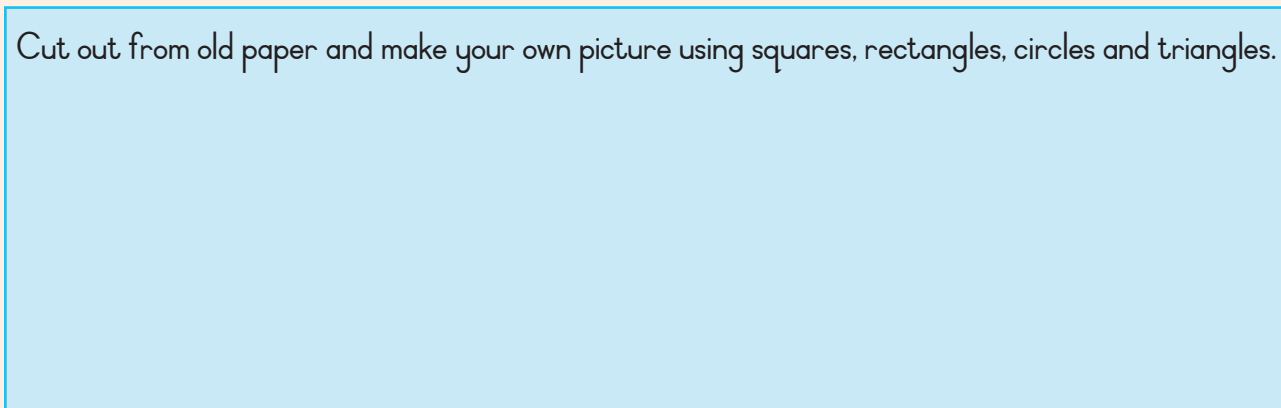 Cut out from old paper and make your own picture using squares, rectangles, circles and triangles.